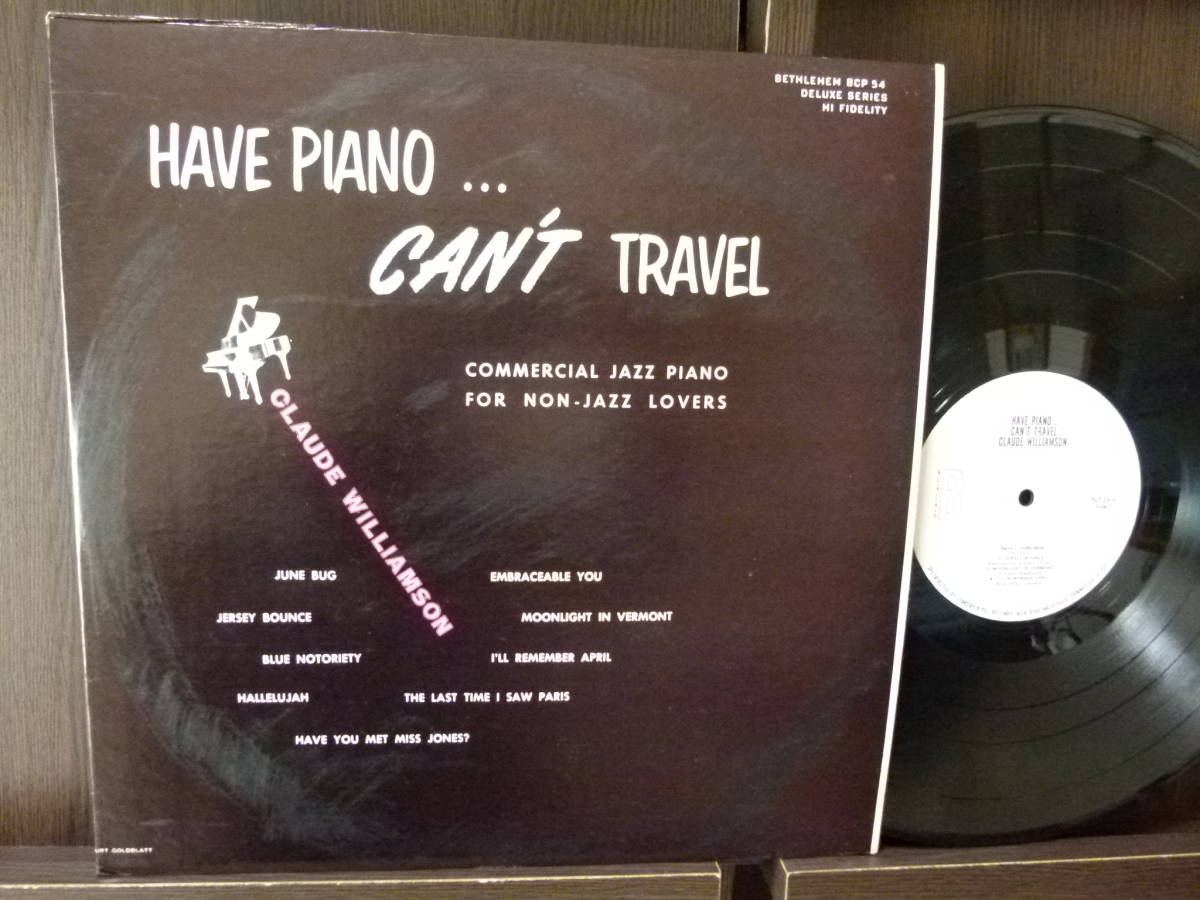 BETHLEHEM BCP 54
DELUXE SERIES
HI FIDELITY
HAVE PIANO ...
CAN'T TRAVEL
COMMERCIAL JAZZ PIANO
FOR NON-JAZZ LOVERS
CLAUDE WILLIAMSON
JUNE BUG
EMBRACEABLE YOU
JERSEY BOUNCE
MOONLIGHT IN VERMONT
BLUE NOTORIETY
I'LL REMEMBER APRIL
HALLELUJAH
THE LAST TIME I SAW PARIS
HAVE YOU MET MISS JONES?
URT GOLDBLATT
HAVE PIANO...
CAN'T TRAVEL
CLAUDE WILLIAMSON
B